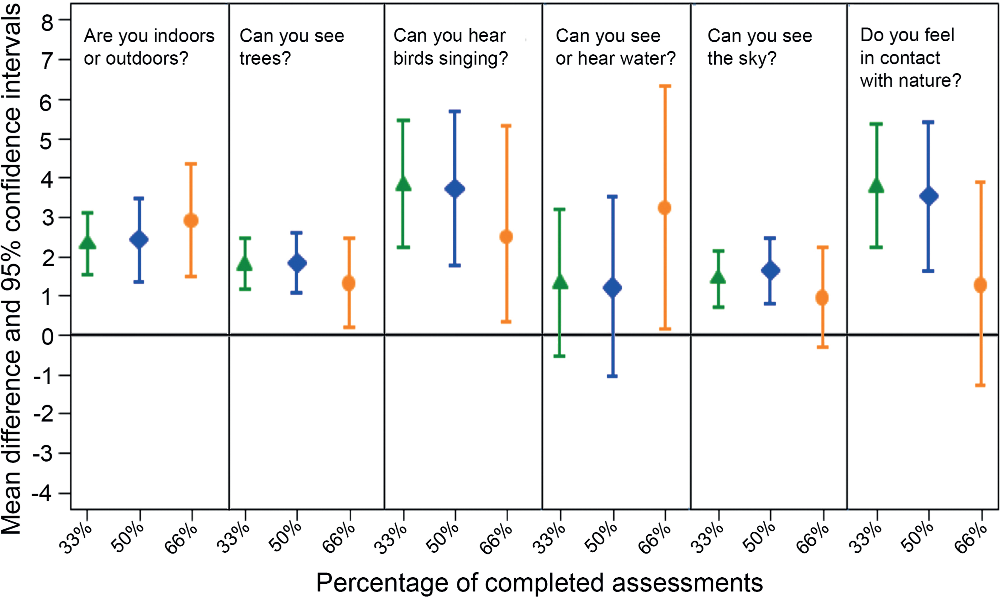 Mean difference and 95% confidence intervals
8
7
6
5
4
3
2
1
0
-1
-2
-3
-4
Are you indoors
or outdoors?
Can you see
trees?
Can you hear
birds singing?
Can you see
or hear water?
Can you see
the sky?
Do you feel
in contact
with nature?
33% 50% 66% 33% 50% 66% 33% 50% 66% 33% 50% 66% 33% 50% 66% 33% 50% 66%
Percentage of completed assessments